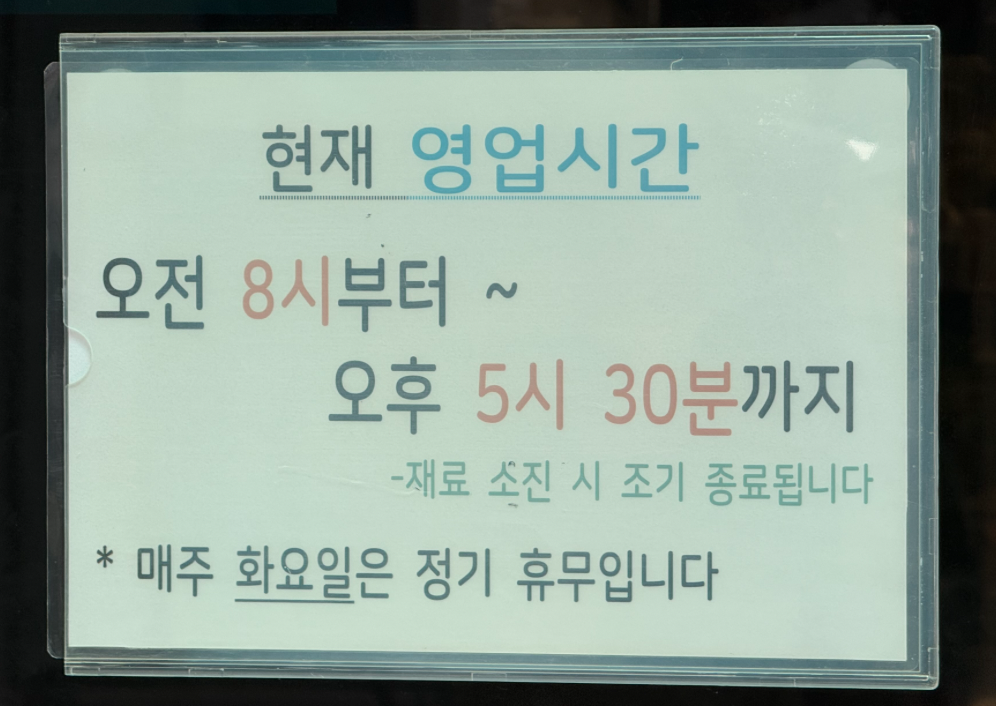 현재 영업시간
오전 8시부터 ~
오후 5시 30분까지
-재료 소진 시 조기 종료됩니다
* 매주 화요일은 정기 휴무입니다